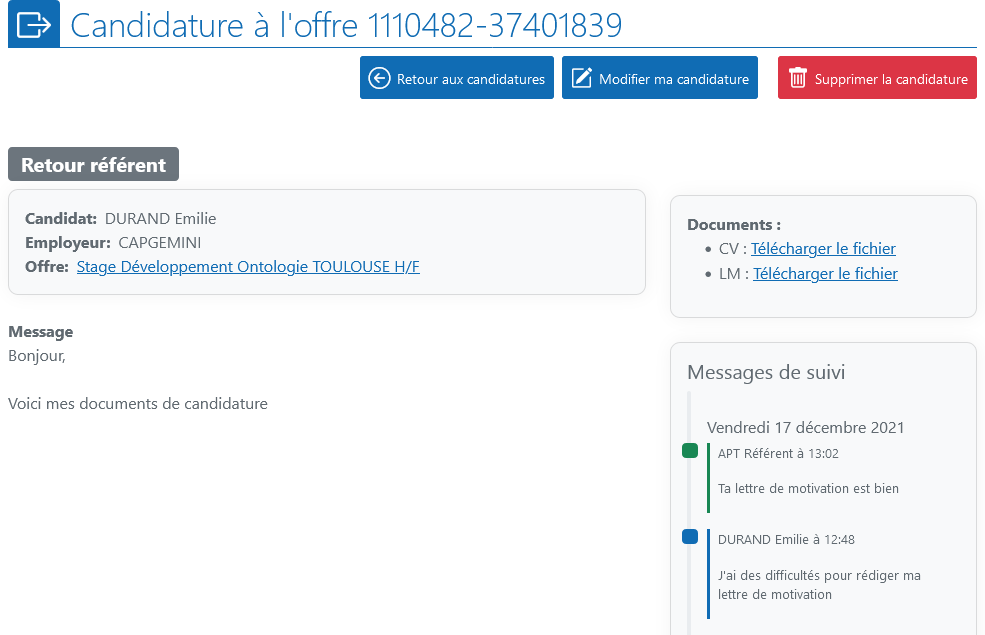 Candidature à l'offre 1110482-37401839
Retour aux candidatures
Modifier ma candidature
Supprimer la candidature
Retour référent
Candidat: DURAND Emilie
Employeur: CAPGEMINI
Offre: Stage Développement Ontologie TOULOUSE H/F
Message
Bonjour,
Voici mes documents de candidature
Documents :
• CV : Télécharger le fichier
• LM : Télécharger le fichier
Messages de suivi
Vendredi 17 décembre 2021
APT Référent à 13:02
Ta lettre de motivation est bien
DURAND Emilie à 12:48
J'ai des difficultés pour rédiger ma
lettre de motivation